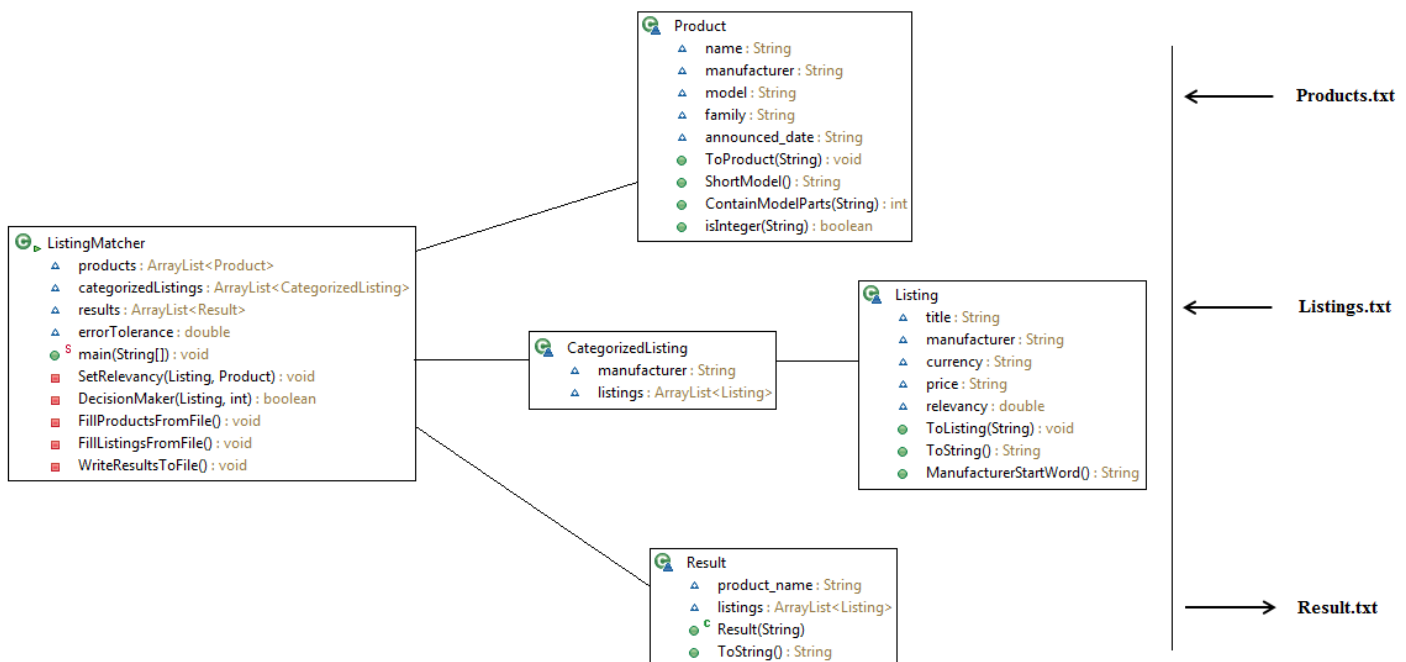 Product
name : String
manufacturer : String
model : String
family : String
announced_date : String
ToProduct(String) : void
ShortModel() : String
ContainModelParts(String) : int
isInteger(String) : boolean
Products.txt
ListingMatcher
products : ArrayList<Product>
categorizedListings : ArrayList<CategorizedListing>
results : ArrayList<Result>
errorTolerance : double
S main(String[]) : void
SetRelevancy(Listing, Product) : void
DecisionMaker(Listing, int) : boolean
FillProductsFromFile() : void
FillListingsFromFile() : void
WriteResultsToFile() : void
CategorizedListing
manufacturer : String
listings : ArrayList<Listing>
Listing
title : String
manufacturer : String
currency : String
price : String
relevancy : double
ToListing(String) : void
ToString() : String
ManufacturerStartWord() : String
Listings.txt
Result
product_name : String
listings : ArrayList<Listing>
c Result(String)
ToString() : String
Result.txt